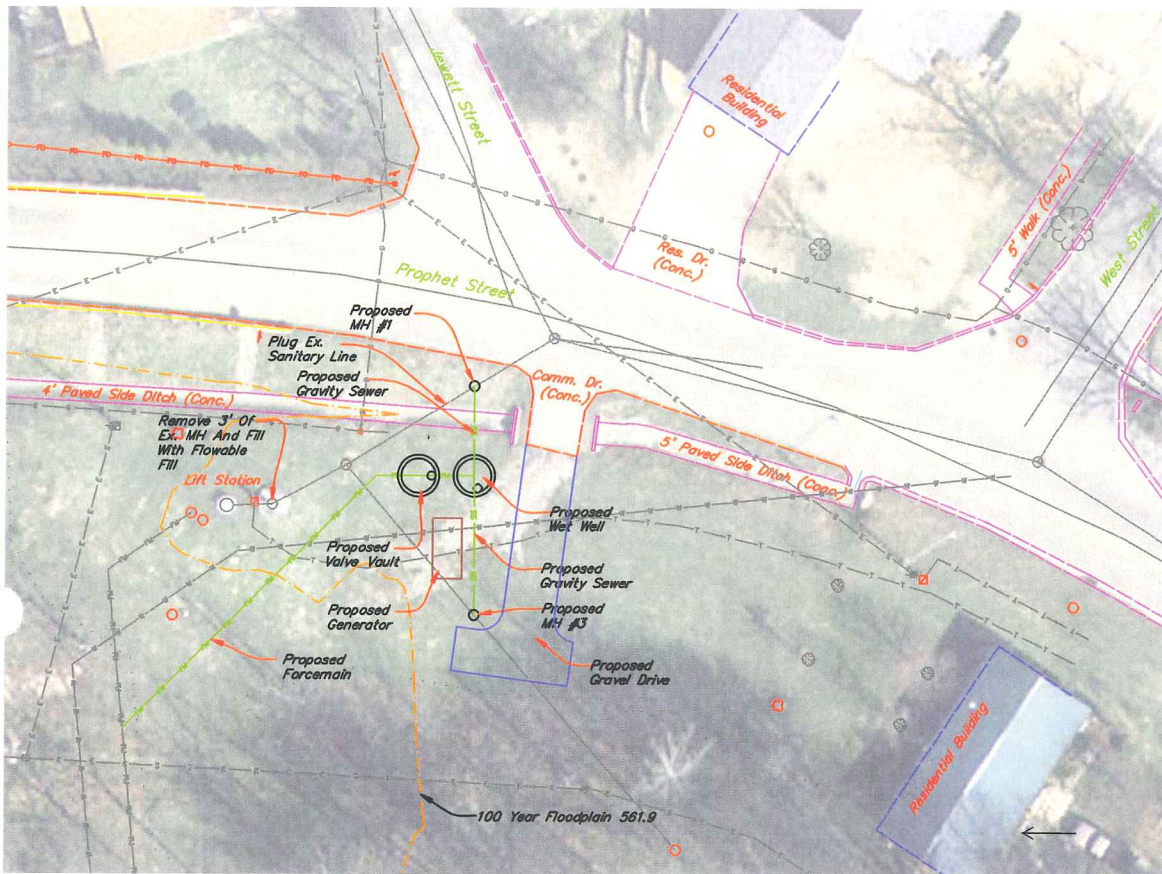 Jewett Street
Residential
Building
5' Walk (Conc.)
West Street
Res. Dr.
(Conc.)
Prophet Street
Proposed
MH #1
Plug Ex.
Sanitary Line
Proposed
Gravity Sewer
Comm. Dr.
(Conc.)
4' Paved Side Ditch (Conc.)
Remove 3' Of
Ex. MH And Fill
With Flowable
Fill
Lift Station
5' Paved Side Ditch (Conc.)
Proposed
Wet Well
Proposed
Valve Vault
Proposed
Gravity Sewer
Proposed
Generator
Proposed
MH #3
Proposed
Forcemain
Proposed
Gravel Drive
Residential Building
100 Year Floodplain 561.9